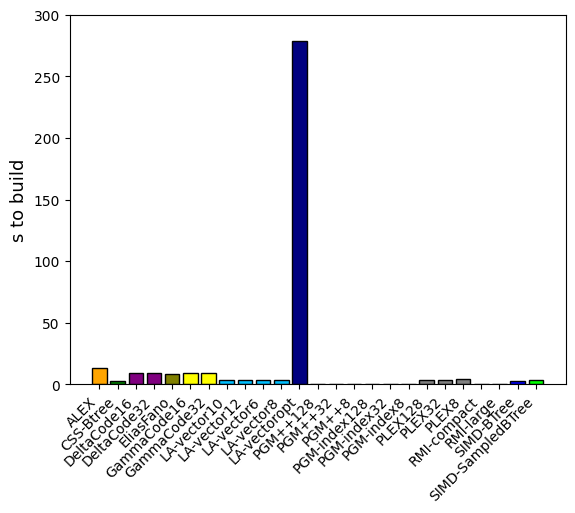 300
250
200
150
100
50
0
s to build
ALEX
CSS-Btree
DeltaCode16
DeltaCode32
EliasFano
GammaCode16
GammaCode32
LA-vector10
LA-vector12
LA-vector6
LA-vector8
LA-vectoropt
PGM++128
PGM++32
PGM++8
PGM-index128
PGM-index32
PGM-index8
PLEX128
PLEX32
PLEX8
RMI-compact
RMI-large
SIMD-BTree
SIMD-SampledBTree